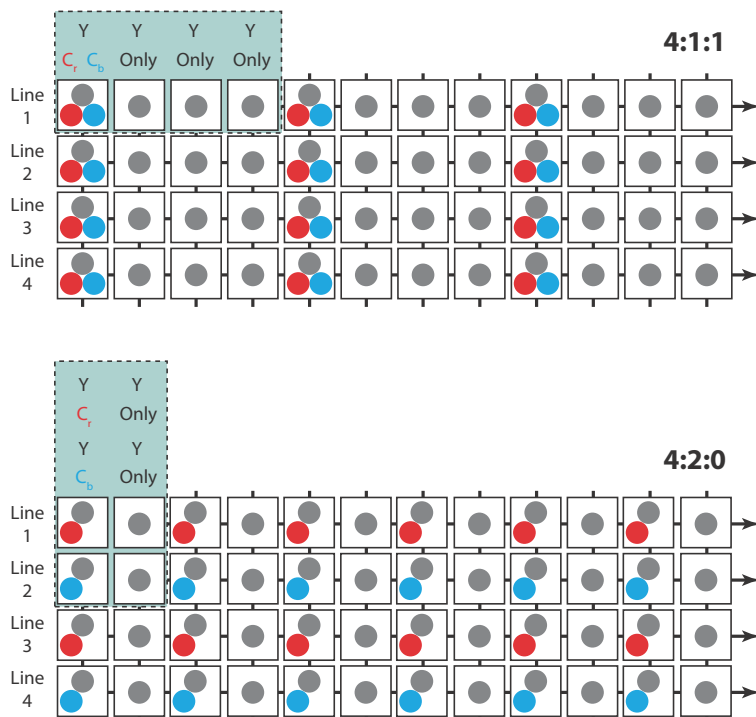 Y Y Y Y
Cr Cb Only Only Only
4:1:1
Line 1
Line 2
Line 3
Line 4
Y Y
Cr Only
Y Y
Cb Only
4:2:0
Line 1
Line 2
Line 3
Line 4